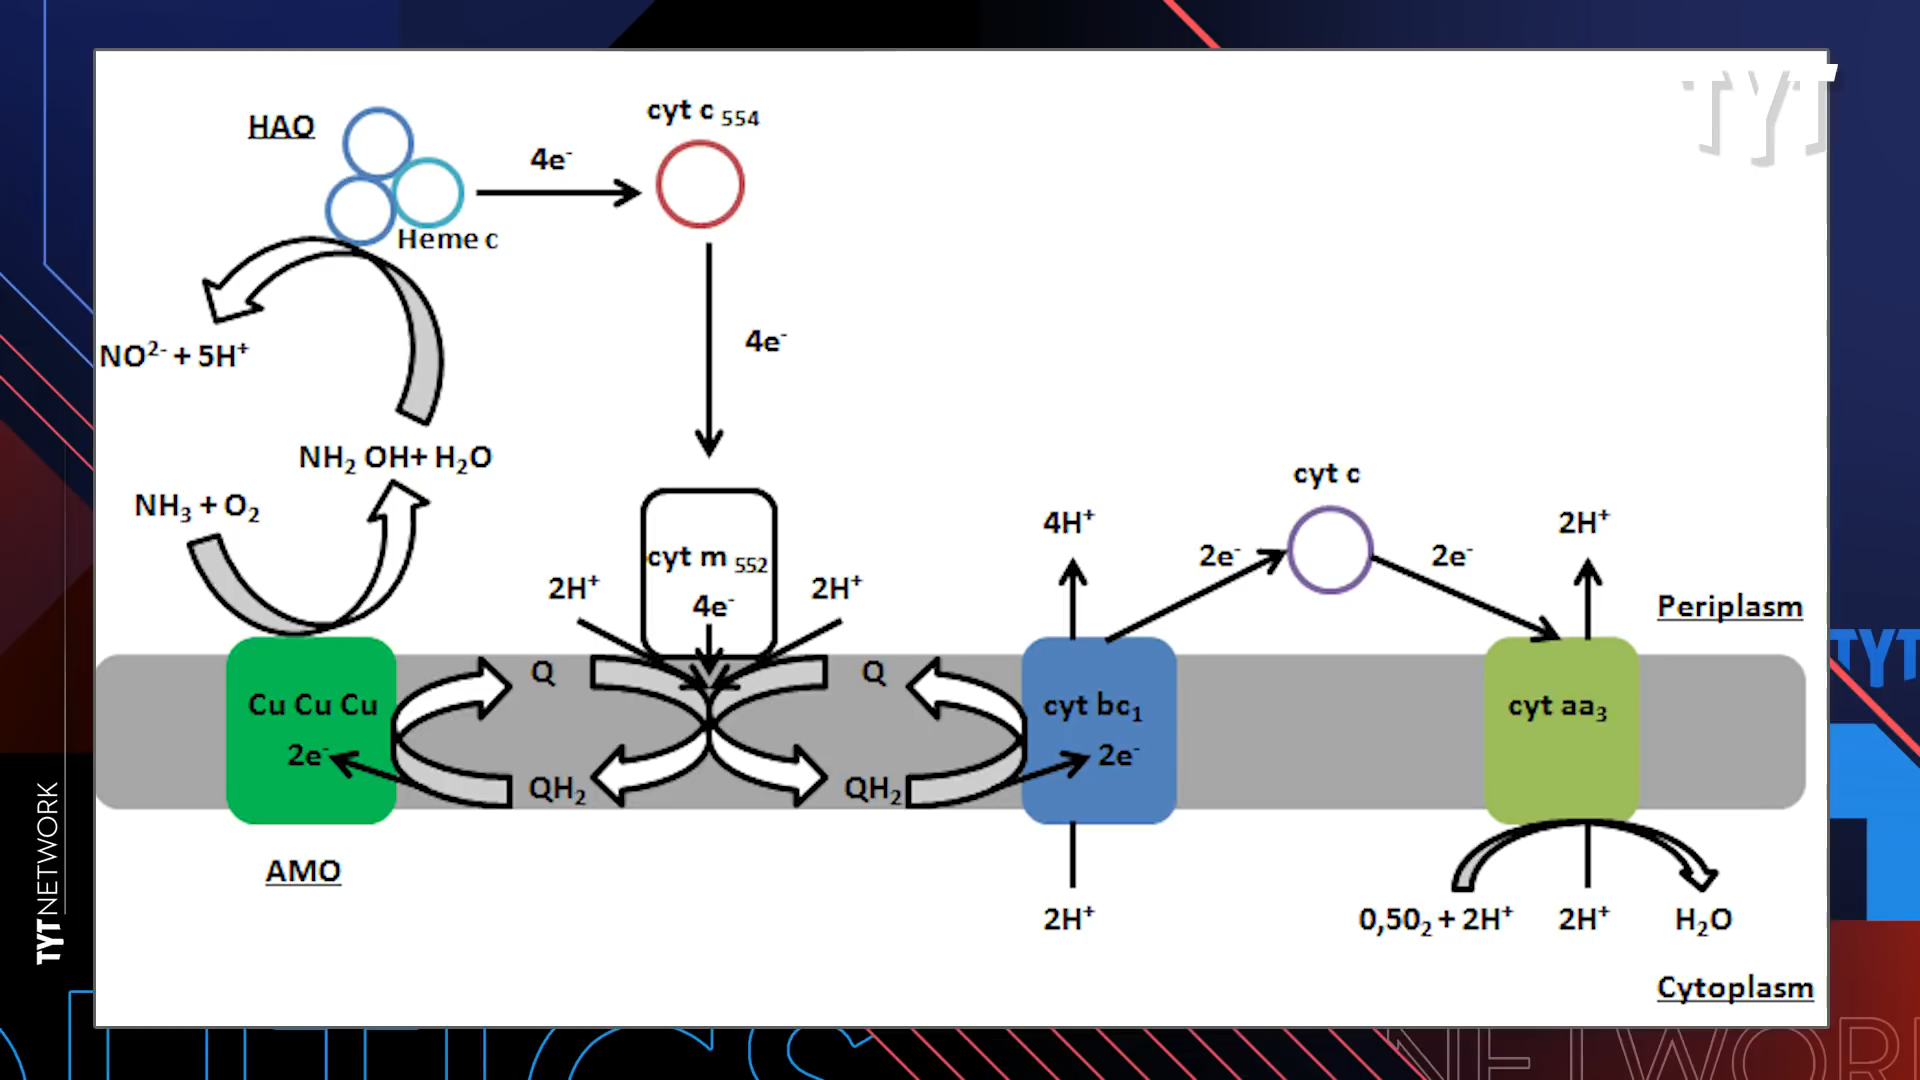 TYT
HAO
cyt c 554
4e⁻
Heme c
4e⁻
NO²⁻ + 5H⁺
NH₂ OH+ H₂O
cyt c
NH₃ + O₂
4H⁺
2H⁺
cyt m 552
2e⁻
2e⁻
2H⁺
2H⁺
4e⁻
Periplasm
TYT
Q
Q
Cu Cu Cu
cyt bc₁
cyt aa₃
2e⁻
2e⁻
QH₂
QH₂
AMO
2H⁺
0,5O₂ + 2H⁺
2H⁺
H₂O
Cytoplasm
TYT NETWORK
NETWORK